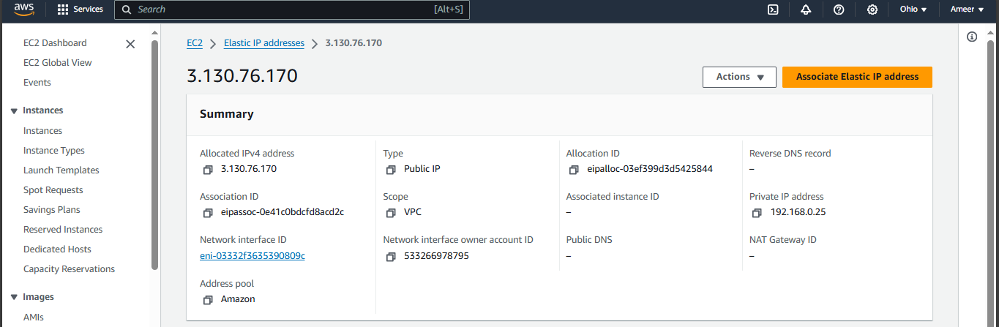 aws Services Search [Alt+S] Ohio Ameer
EC2 Dashboard
EC2 Global View
Events
Instances
Instances
Instance Types
Launch Templates
Spot Requests
Savings Plans
Reserved Instances
Dedicated Hosts
Capacity Reservations
Images
AMIs
EC2 Elastic IP addresses 3.130.76.170
3.130.76.170
Actions Associate Elastic IP address
Summary
Allocated IPv4 address
3.130.76.170
Type
Public IP
Allocation ID
eipalloc-03ef399d3d5425844
Reverse DNS record
–
Association ID
eipassoc-0e41c0bdcfd8acd2c
Scope
VPC
Associated instance ID
–
Private IP address
192.168.0.25
Network interface ID
eni-03332f3635390809c
Network interface owner account ID
533266978795
Public DNS
–
NAT Gateway ID
–
Address pool
Amazon